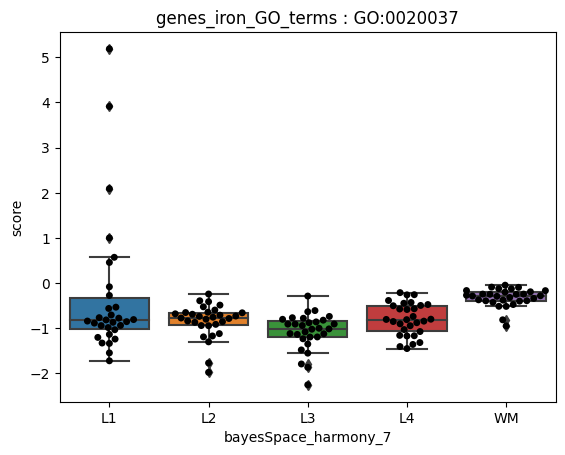 genes_iron_GO_terms : GO:0020037
5
4
3
2
1
0
−1
−2
score
L1 L2 L3 L4 WM
bayesSpace_harmony_7